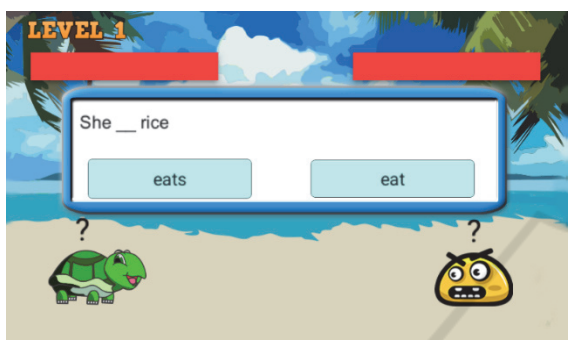 LEVEL 1
She __ rice
eats
eat
?
?